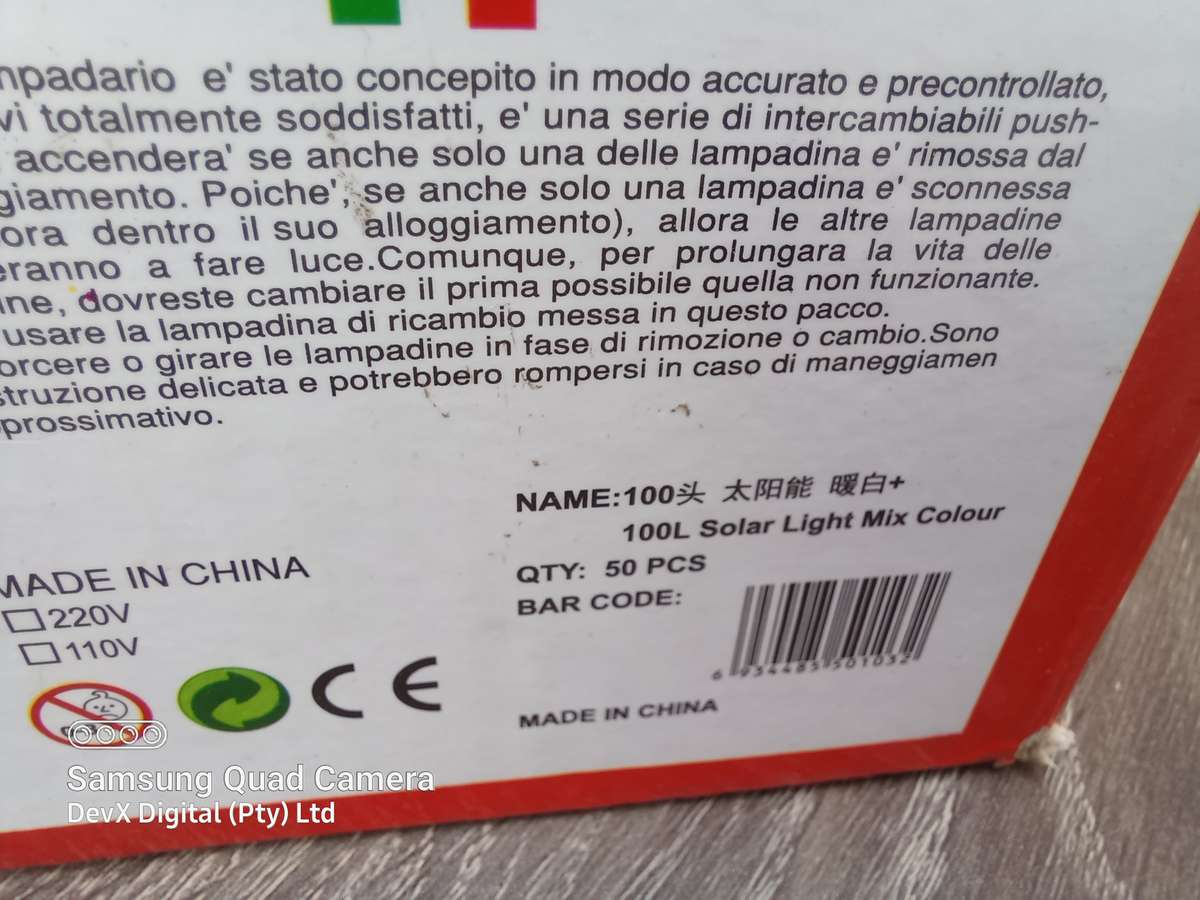 mpadario e' stato concepito in modo accurato e precontrollato,
vi totalmente soddisfatti, e' una serie di intercambiabili push-
accendera' se anche solo una delle lampadina e' rimossa dal
giamento. Poiche', se anche solo una lampadina e' sconnessa
ora dentro il suo alloggiamento), allora le altre lampadine
eranno a fare luce.Comunque, per prolungara la vita delle
ine, dovreste cambiare il prima possibile quella non funzionante.
usare la lampadina di ricambio messa in questo pacco.
orcere o girare le lampadine in fase di rimozione o cambio.Sono
struzione delicata e potrebbero rompersi in caso di maneggiamen
prossimativo.
NAME:100头 太阳能 暖白+
100L Solar Light Mix Colour
QTY: 50 PCS
BAR CODE:
6 934485 501032
MADE IN CHINA
MADE IN CHINA
220V
110V
CE
Samsung Quad Camera
DevX Digital (Pty) Ltd